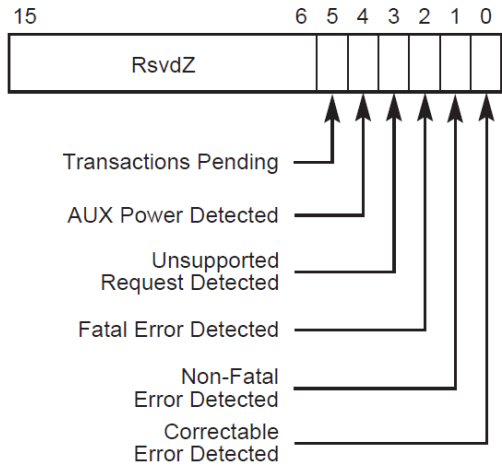 15 6 5 4 3 2 1 0
RsvdZ
Transactions Pending
AUX Power Detected
Unsupported
Request Detected
Fatal Error Detected
Non-Fatal
Error Detected
Correctable
Error Detected